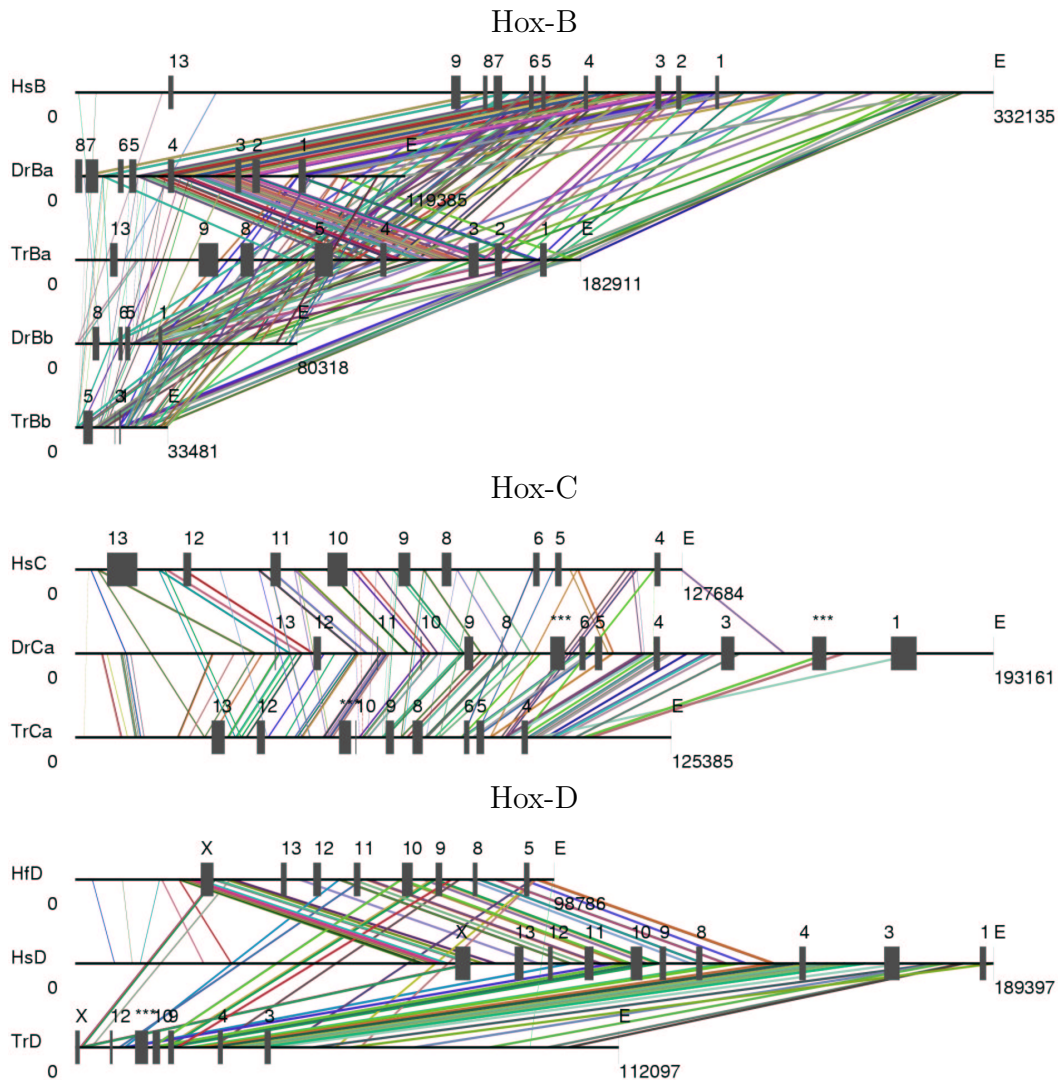 Hox-B
13 9 87 65 4 3 2 1 E
HsB
0 332135
87 65 4 3 2 1 E
DrBa
0 119385
13 9 8 5 4 3 2 1 E
TrBa
0 182911
8 65 1 E
DrBb
0 80318
5 31 E
TrBb
0 33481
Hox-C
13 12 11 10 9 8 6 5 4 E
HsC
0 127684
13 12 11 10 9 8 *** 6 5 4 3 *** 1 E
DrCa
0 193161
13 12 *** 10 9 8 6 5 4 E
TrCa
0 125385
Hox-D
X 13 12 11 10 9 8 5 E
HfD
0 98786
X 13 12 11 10 9 8 4 3 1 E
HsD
0 189397
X 12 *** 10 9 4 3 E
TrD
0 112097